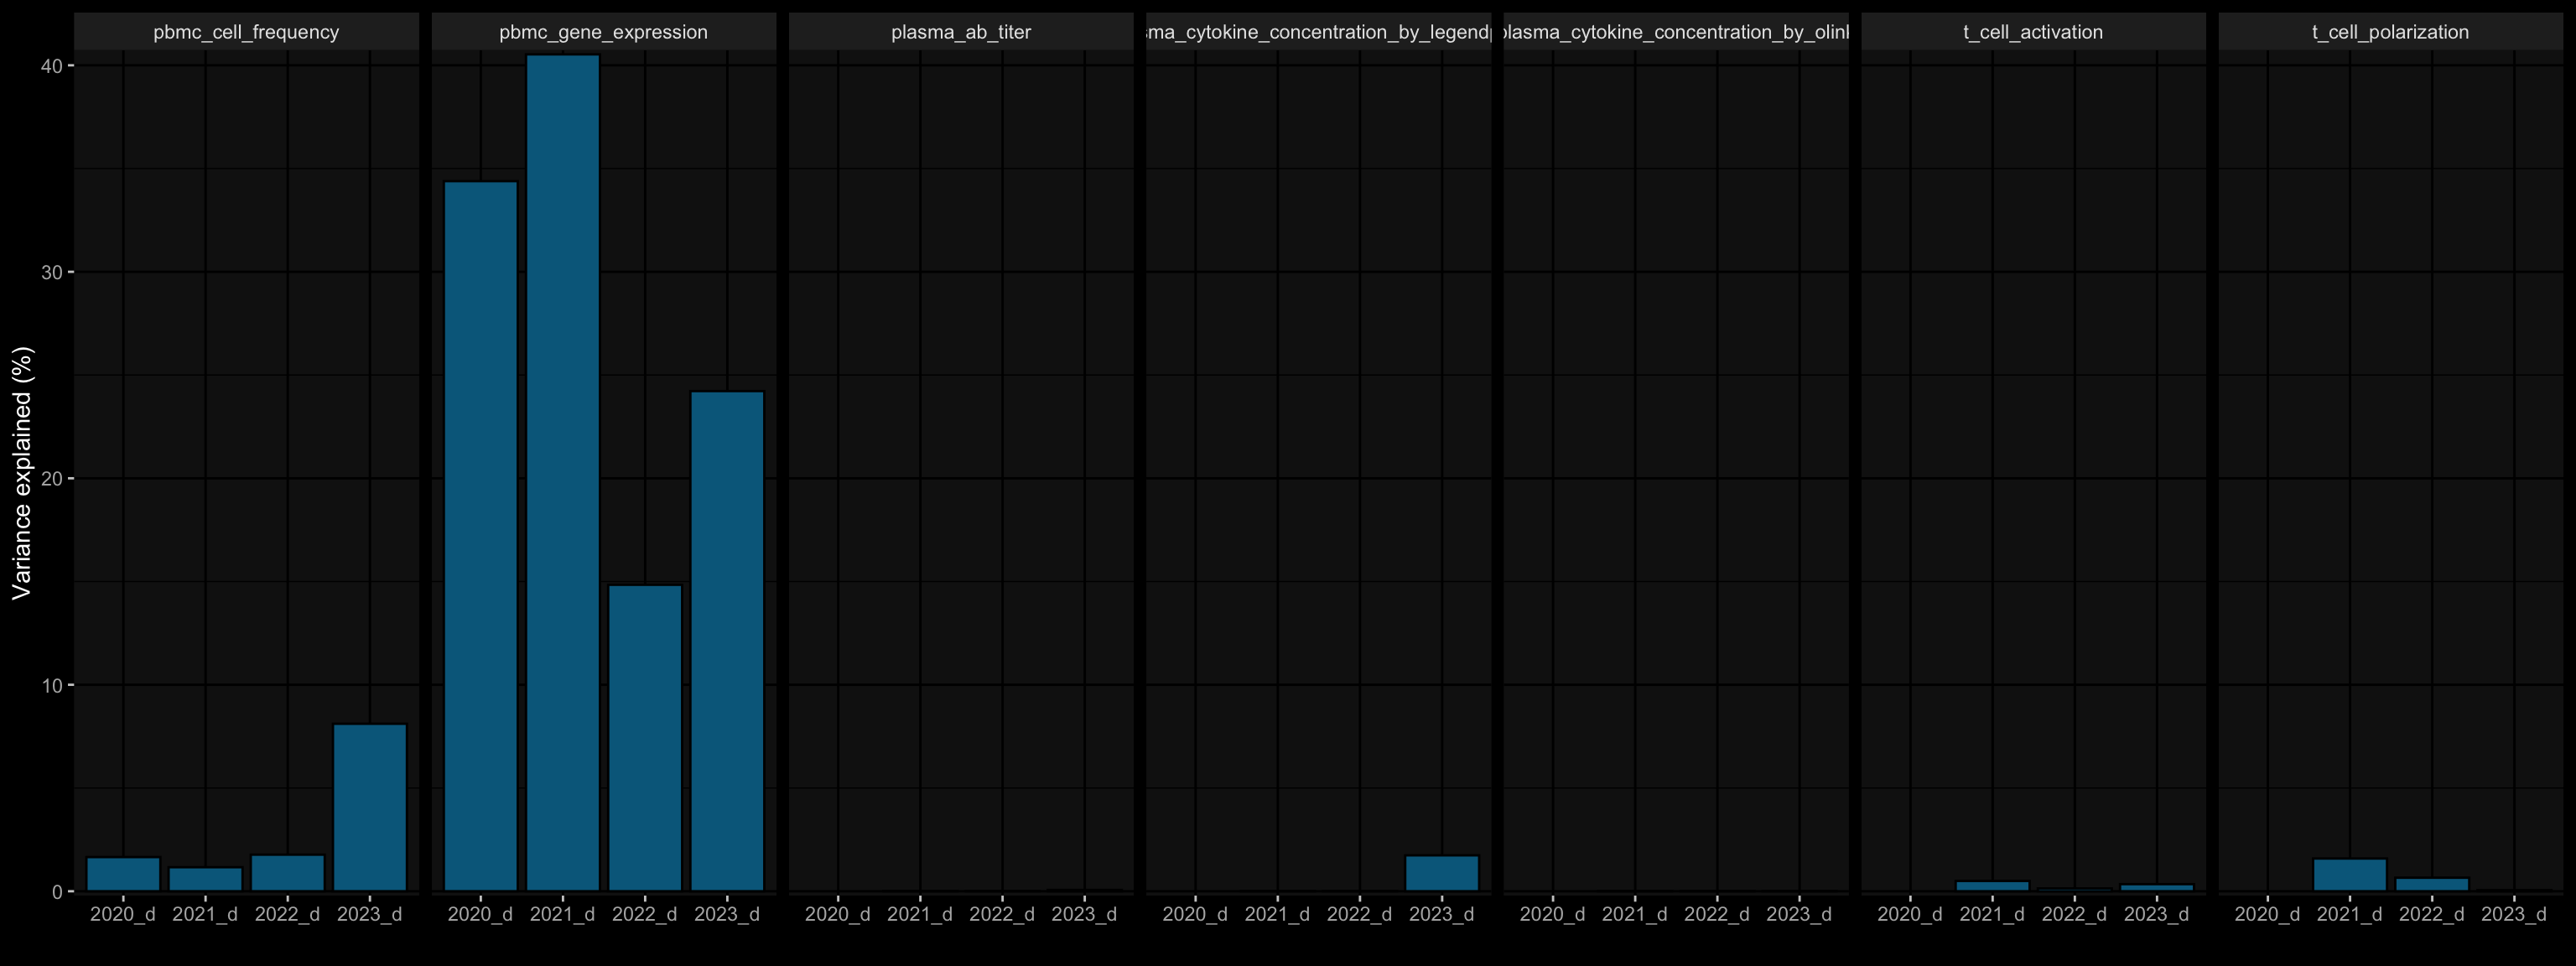 pbmc_cell_frequency
pbmc_gene_expression
plasma_ab_titer
sma_cytokine_concentration_by_legend
plasma_cytokine_concentration_by_olink
t_cell_activation
t_cell_polarization
Variance explained (%)
40
30
20
10
0
2020_d 2021_d 2022_d 2023_d
2020_d 2021_d 2022_d 2023_d
2020_d 2021_d 2022_d 2023_d
2020_d 2021_d 2022_d 2023_d
2020_d 2021_d 2022_d 2023_d
2020_d 2021_d 2022_d 2023_d
2020_d 2021_d 2022_d 2023_d